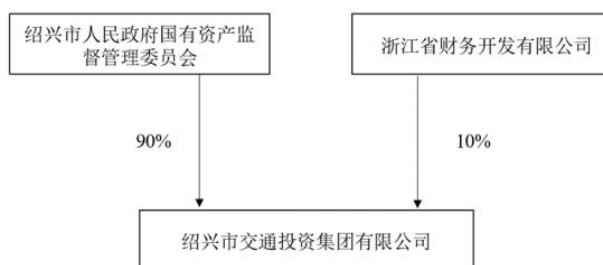 绍兴市人民政府国有资产监
督管理委员会
浙江省财务开发有限公司
90%
10%
绍兴市交通投资集团有限公司